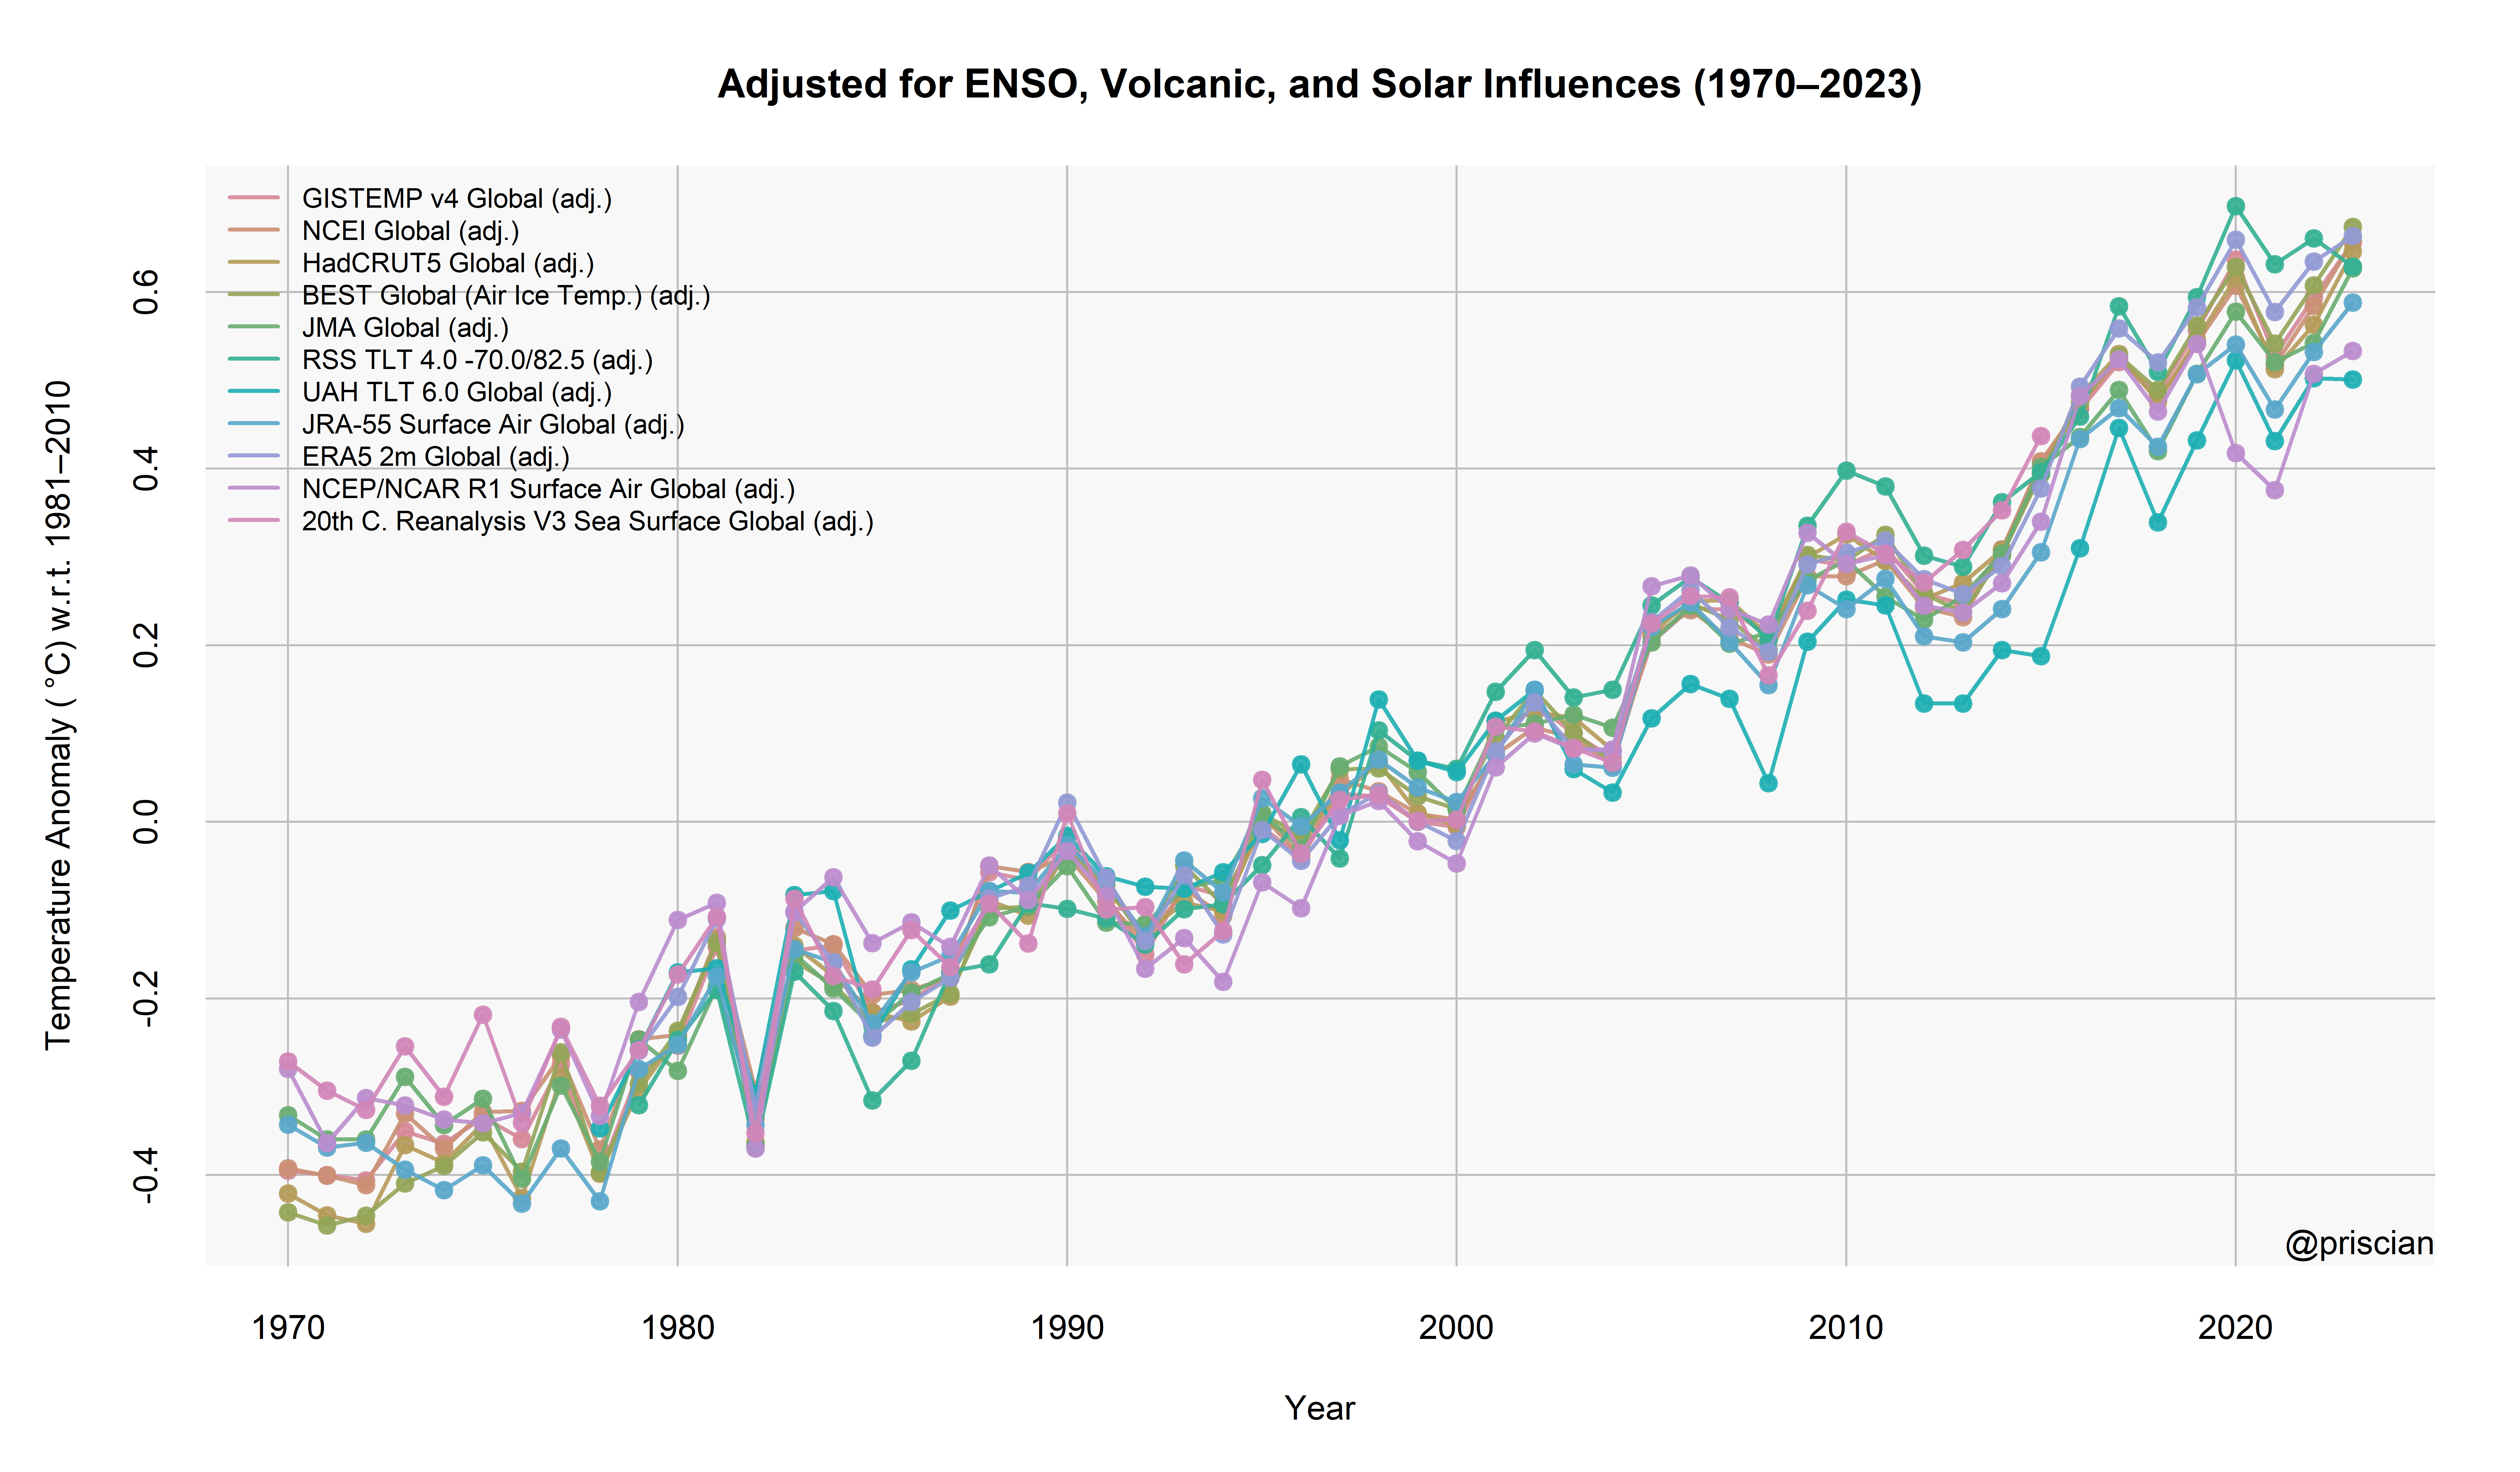 Adjusted for ENSO, Volcanic, and Solar Influences (1970–2023)
Temperature Anomaly ( °C) w.r.t. 1981–2010
0.6
0.4
0.2
0.0
-0.2
-0.4
GISTEMP v4 Global (adj.)
NCEI Global (adj.)
HadCRUT5 Global (adj.)
BEST Global (Air Ice Temp.) (adj.)
JMA Global (adj.)
RSS TLT 4.0 -70.0/82.5 (adj.)
UAH TLT 6.0 Global (adj.)
JRA-55 Surface Air Global (adj.)
ERA5 2m Global (adj.)
NCEP/NCAR R1 Surface Air Global (adj.)
20th C. Reanalysis V3 Sea Surface Global (adj.)
@priscian
1970 1980 1990 2000 2010 2020
Year